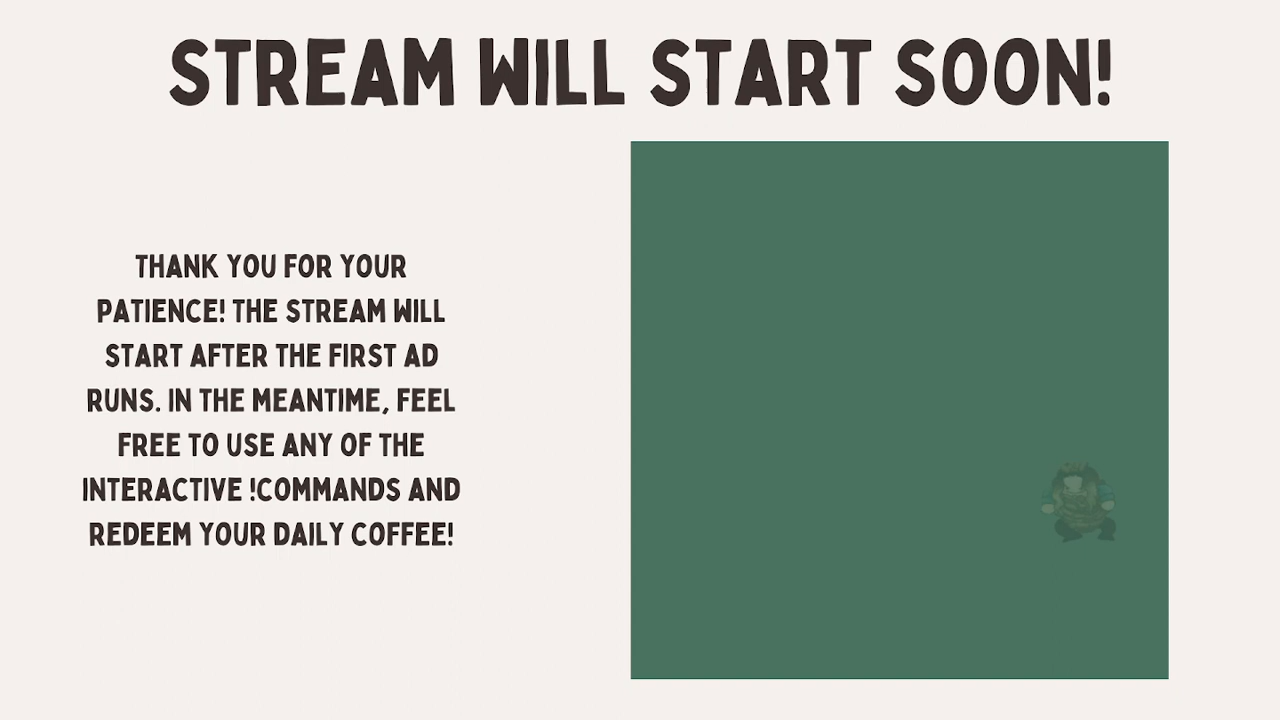 STREAM WILL START SOON!
THANK YOU FOR YOUR
PATIENCE! THE STREAM WILL
START AFTER THE FIRST AD
RUNS. IN THE MEANTIME, FEEL
FREE TO USE ANY OF THE
INTERACTIVE !COMMANDS AND
REDEEM YOUR DAILY COFFEE!